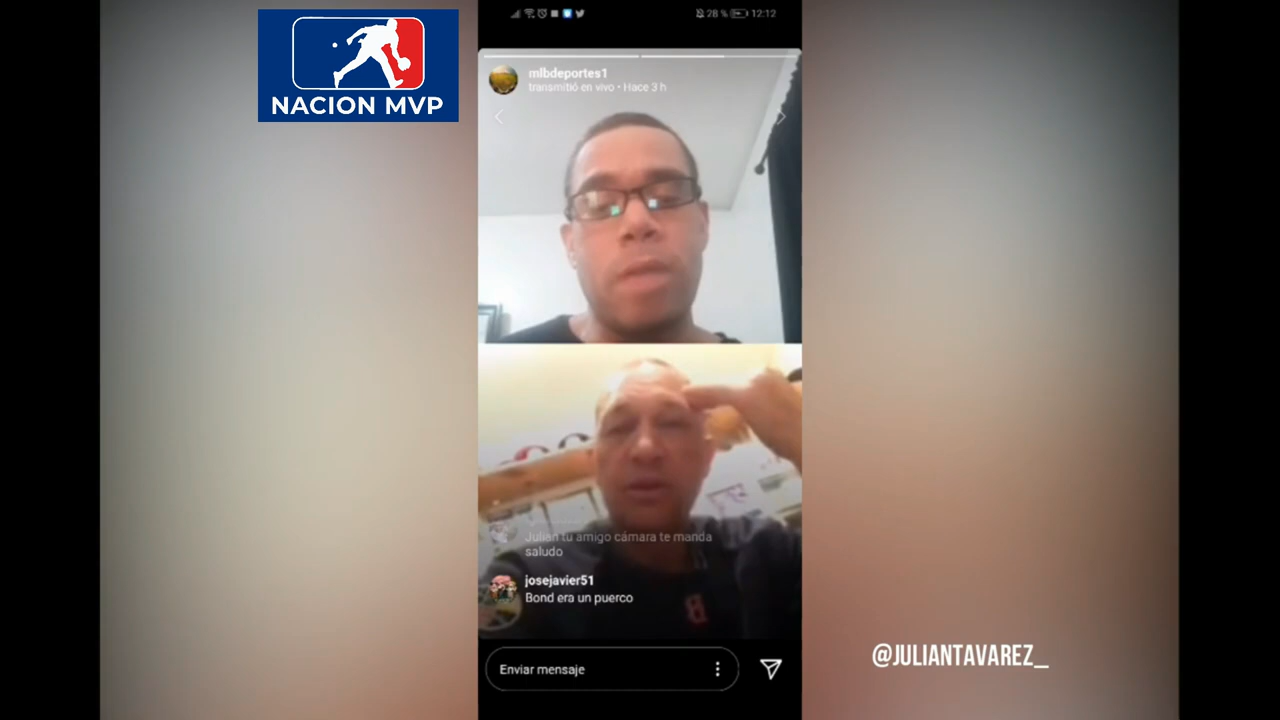 28 % 12:12
NACION MVP
mlbdeportes1
transmitió en vivo • Hace 3 h
Julian tu amigo cámara te manda
saludo
josejavier51
Bond era un puerco
B
@JULIANTAVAREZ_
Enviar mensaje